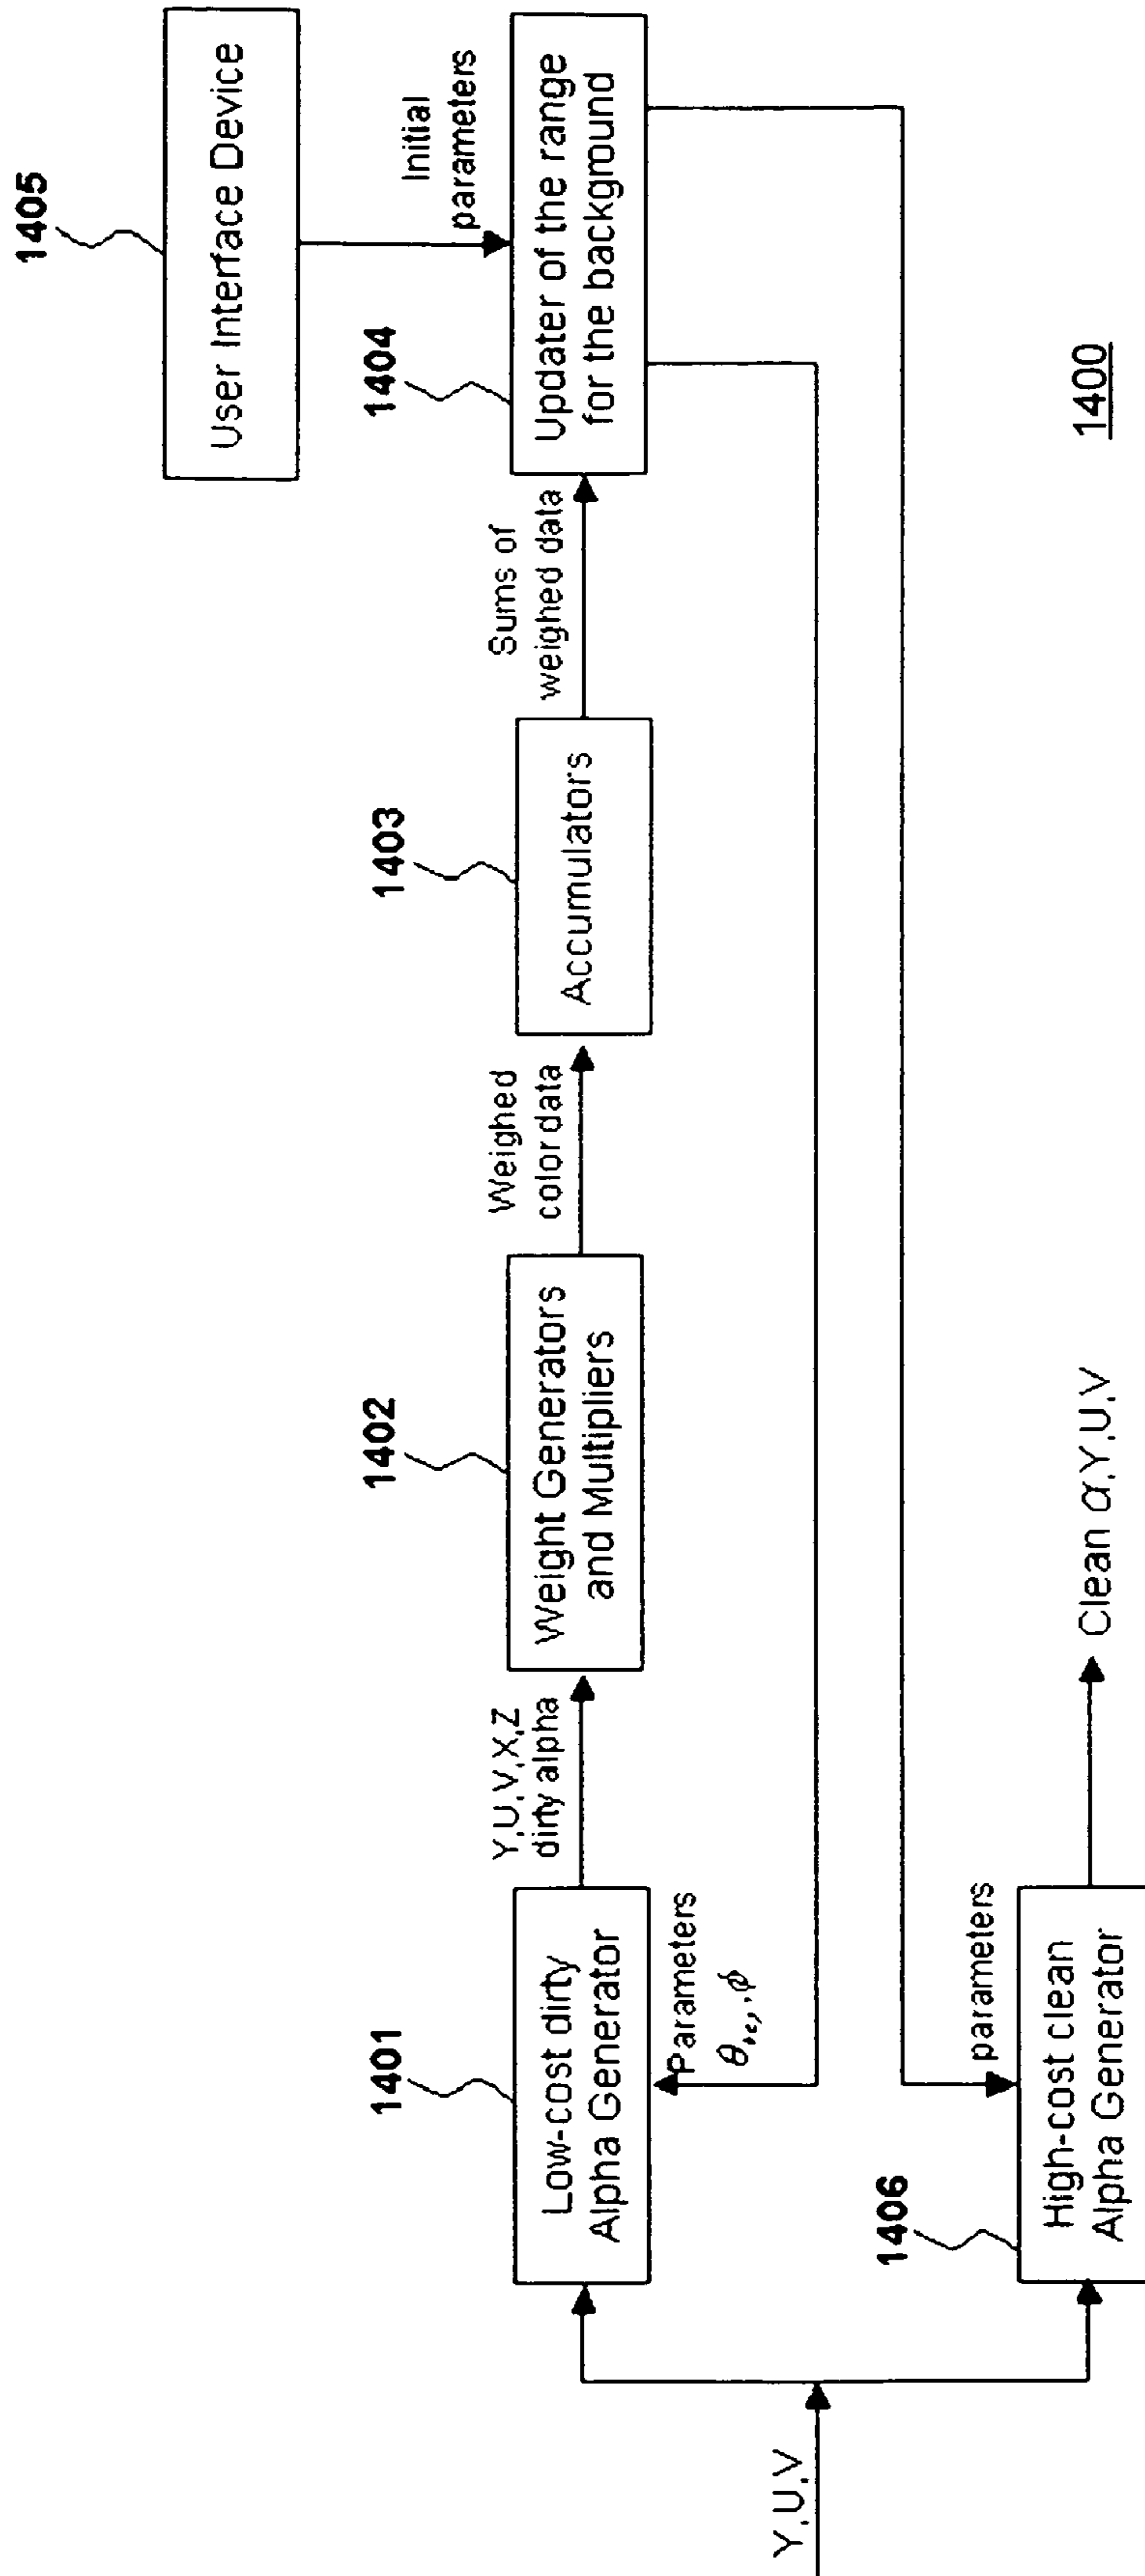 1405
User Interface Device
Initial
parameters
1404
Updater of the range
for the background
Sums of
weighed data
1403
Accumulators
Weighed
color data
1402
Weight Generators
and Multipliers
Y,U,V,X,Z
dirty alpha
1401
Low-cost dirty
Alpha Generator
Parameters
ϕ
Y,U,V
1406
High-cost clean
Alpha Generator
parameters
Clean α,Y,U,V
1400